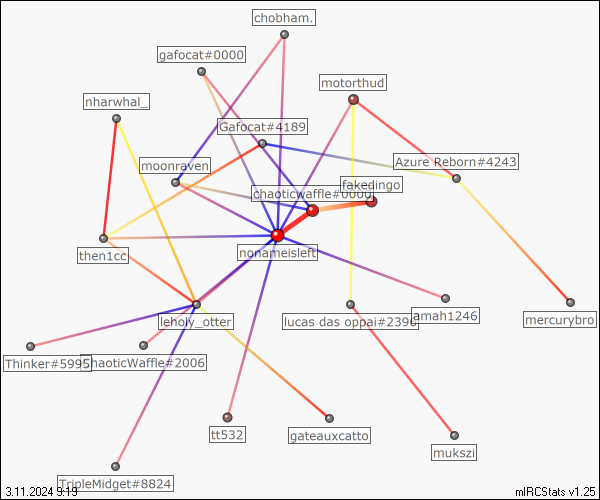 chobham.
gafocat#0000
motorthud
nharwhal_
Gafocat#4189
Azure Reborn#4243
moonraven
fakedingo
chaoticwaffle#0000
nonameisleft
then1cc
amah1246
mercurybro
leholy_otter
lucas das oppai#2396
Thinker#5995
ChaoticWaffle#2006
tt532
gateauxcatto
mukszi
TripleMidget#8824
3.11.2024 9:19
mIRCStats v1.25